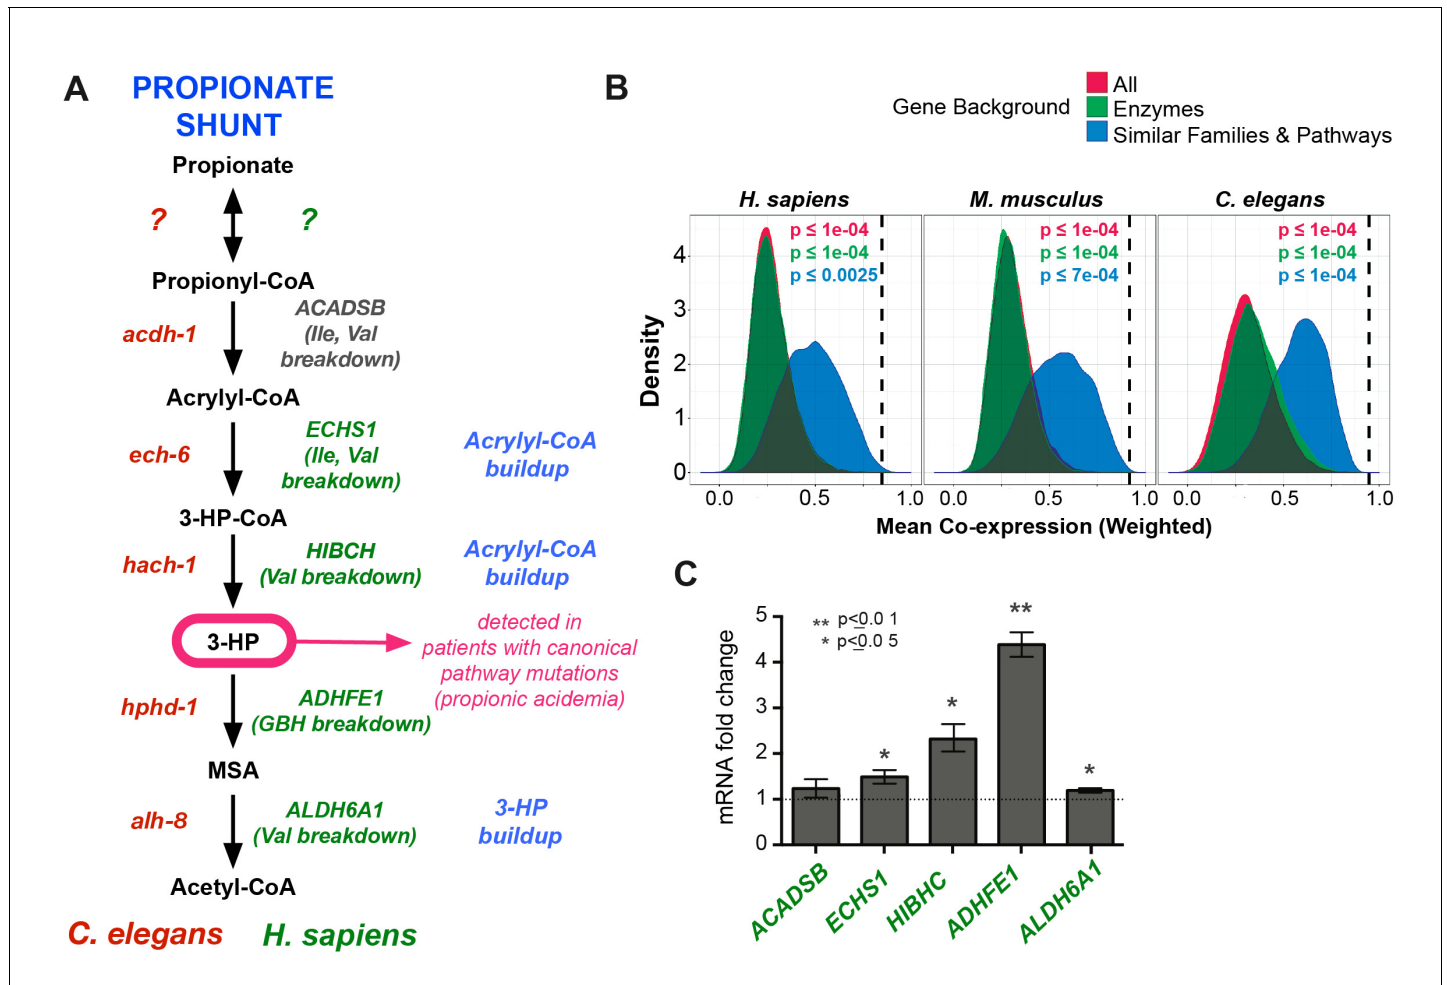 A
PROPIONATE
SHUNT
Propionate
?
?
Propionyl-CoA
acdh-1
ACADSB
(Ile, Val
breakdown)
Acrylyl-CoA
ech-6
ECHS1
(Ile, Val
breakdown)
Acrylyl-CoA
buildup
3-HP-CoA
hach-1
HIBCH
(Val breakdown)
Acrylyl-CoA
buildup
3-HP
detected in
patients with canonical
pathway mutations
(propionic acidemia)
hphd-1
ADHFE1
(GBH breakdown)
MSA
alh-8
ALDH6A1
(Val breakdown)
3-HP
buildup
Acetyl-CoA
C. elegans
H. sapiens
B
Gene Background
All
Enzymes
Similar Families & Pathways
H. sapiens
M. musculus
C. elegans
p ≤ 1e-04
p ≤ 1e-04
p ≤ 0.0025
p ≤ 1e-04
p ≤ 1e-04
p ≤ 7e-04
p ≤ 1e-04
p ≤ 1e-04
p ≤ 1e-04
Density
4
3
2
1
0
0.0 0.5 1.0
0.0 0.5 1.0
0.0 0.5 1.0
Mean Co-expression (Weighted)
C
mRNA fold change
5
4
3
2
1
0
** p≤0.0 1
* p≤0.0 5
*
*
**
*
ACADSB
ECHS1
HIBHC
ADHFE1
ALDH6A1